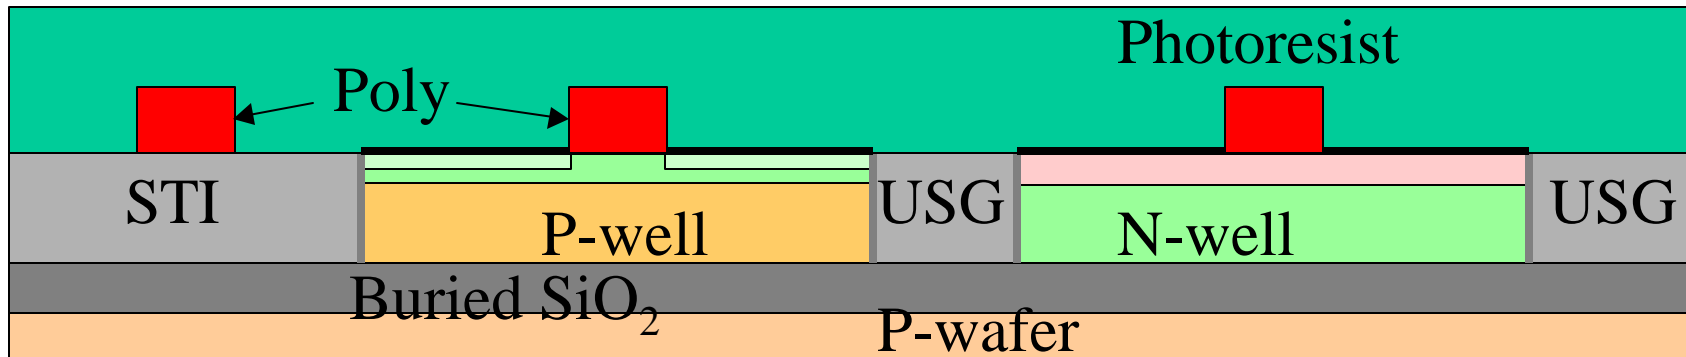 Photoresist
Poly
STI
USG
USG
P-well
N-well
Buried SiO₂
P-wafer